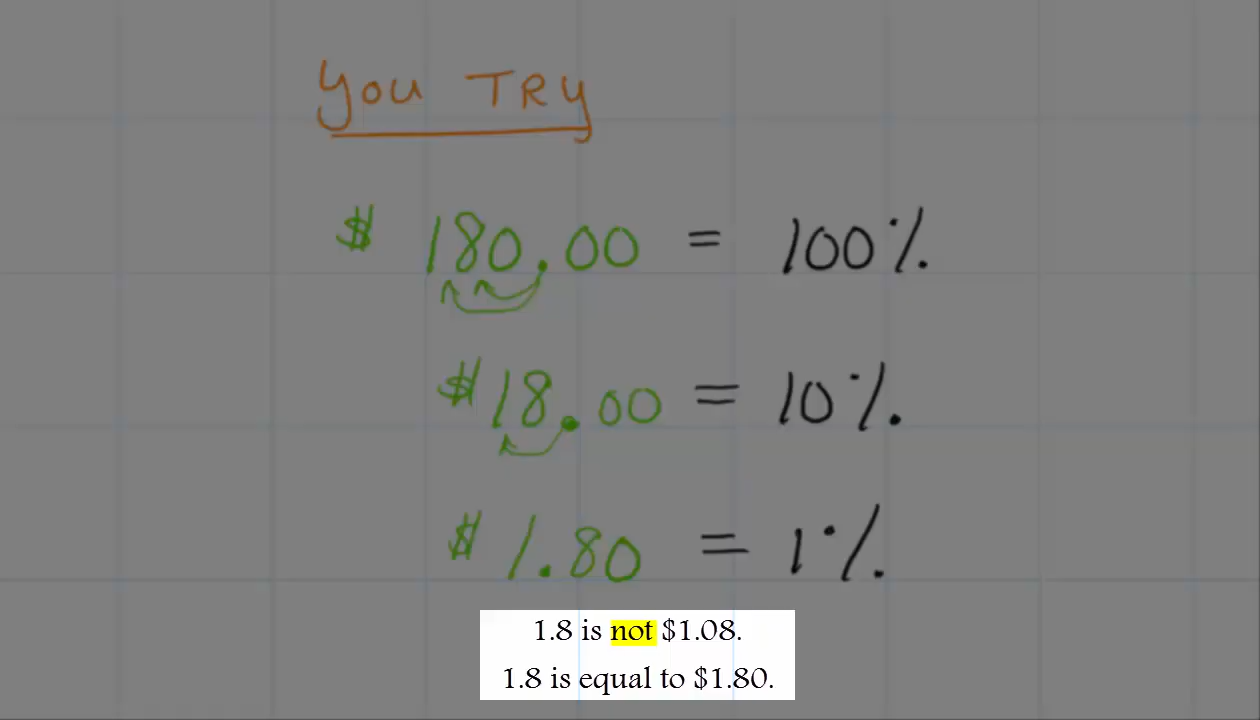 You TRY
$ 180.00 = 100%
$18.00 = 10%
$1.80 = 1%
1.8 is not $1.08.
1.8 is equal to $1.80.